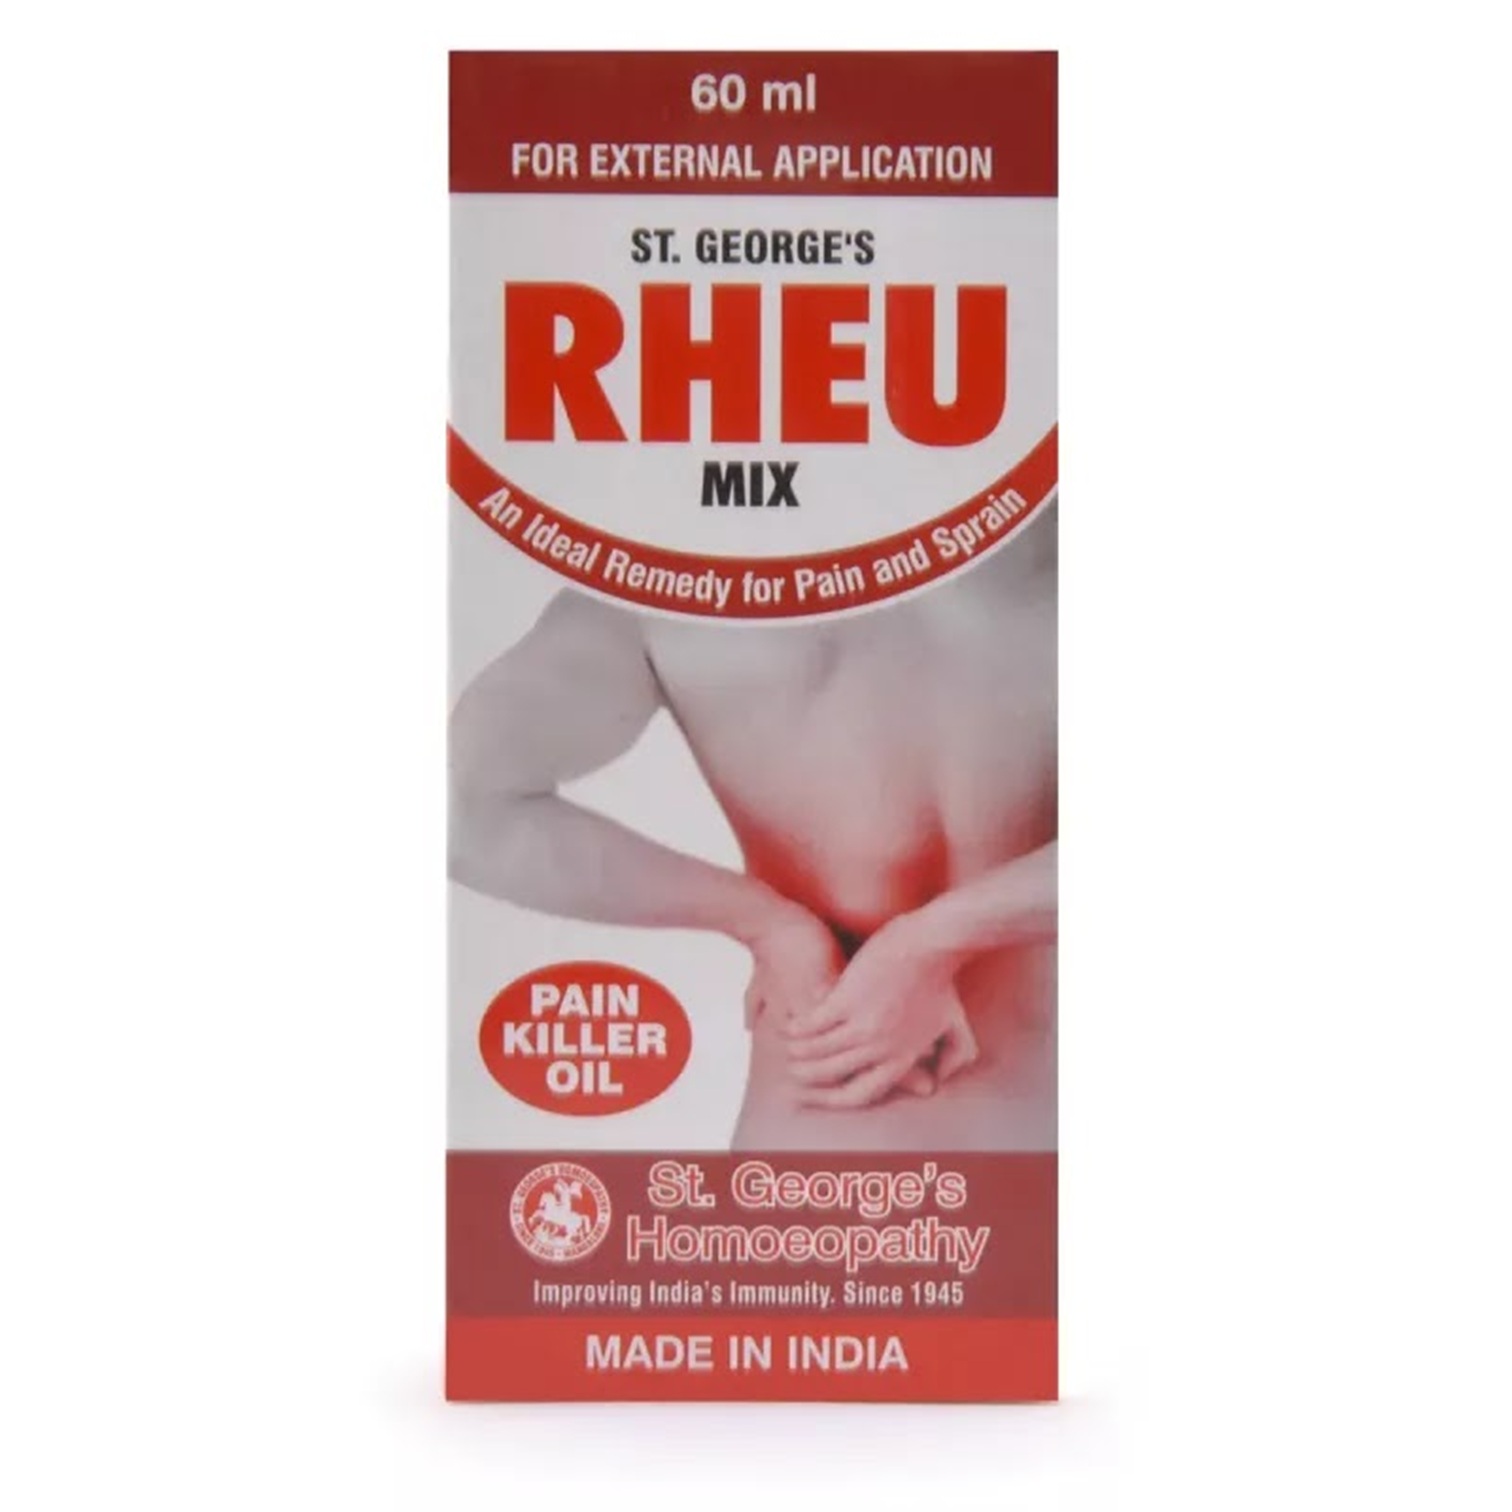 60 ml
FOR EXTERNAL APPLICATION
ST. GEORGE'S
RHEU
MIX
An Ideal Remedy for Pain and Sprain
PAIN
KILLER
OIL
St. George's
Homoeopathy
Improving India's Immunity. Since 1945
MADE IN INDIA